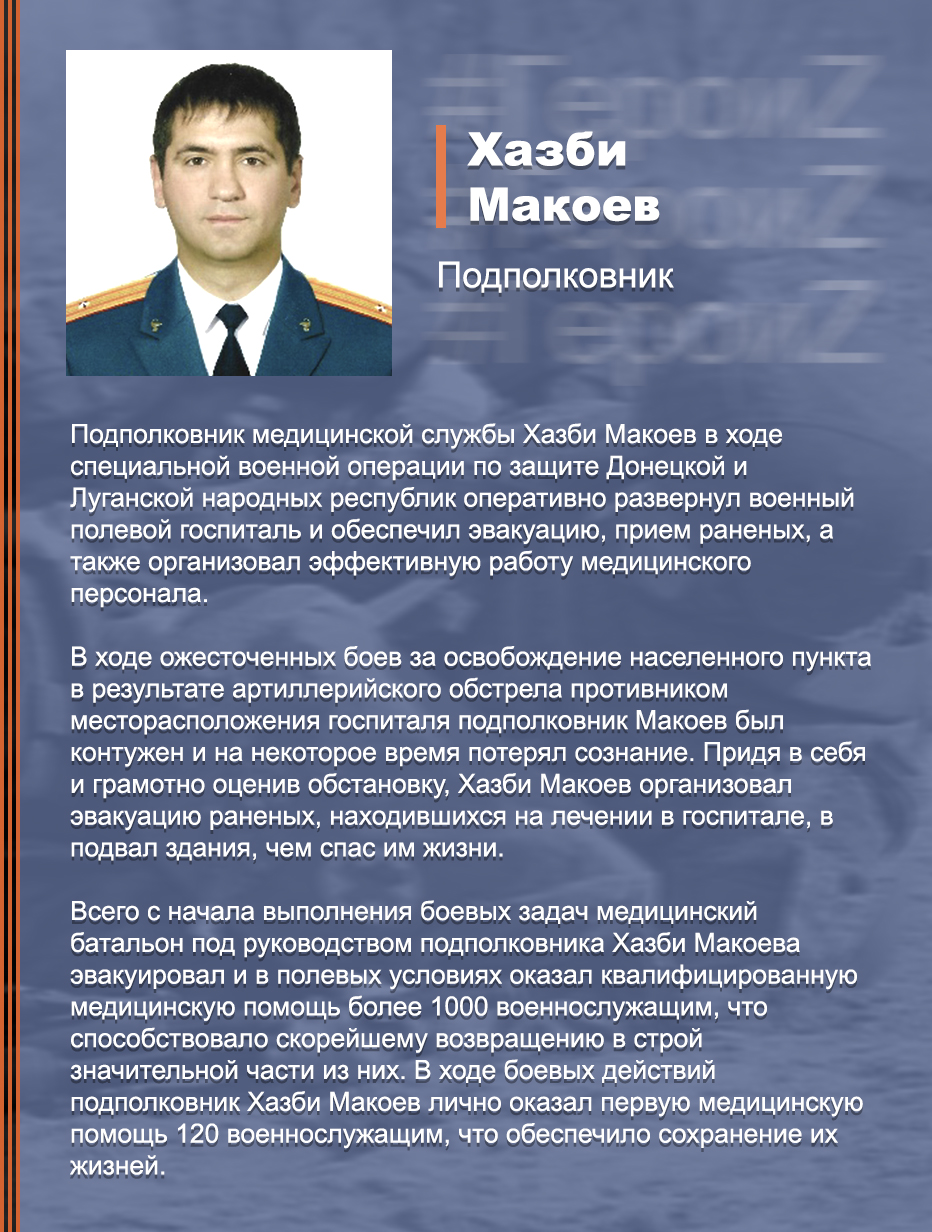 #ГероиZ
#ГероиZ
#ГероиZ
Хазби
Макоев
Подполковник
Подполковник медицинской службы Хазби Макоев в ходе
специальной военной операции по защите Донецкой и
Луганской народных республик оперативно развернул военный
полевой госпиталь и обеспечил эвакуацию, прием раненых, а
также организовал эффективную работу медицинского
персонала.
В ходе ожесточенных боев за освобождение населенного пункта
в результате артиллерийского обстрела противником
месторасположения госпиталя подполковник Макоев был
контужен и на некоторое время потерял сознание. Придя в себя
и грамотно оценив обстановку, Хазби Макоев организовал
эвакуацию раненых, находившихся на лечении в госпитале, в
подвал здания, чем спас им жизни.
Всего с начала выполнения боевых задач медицинский
батальон под руководством подполковника Хазби Макоева
эвакуировал и в полевых условиях оказал квалифицированную
медицинскую помощь более 1000 военнослужащим, что
способствовало скорейшему возвращению в строй
значительной части из них. В ходе боевых действий
подполковник Хазби Макоев лично оказал первую медицинскую
помощь 120 военнослужащим, что обеспечило сохранение их
жизней.